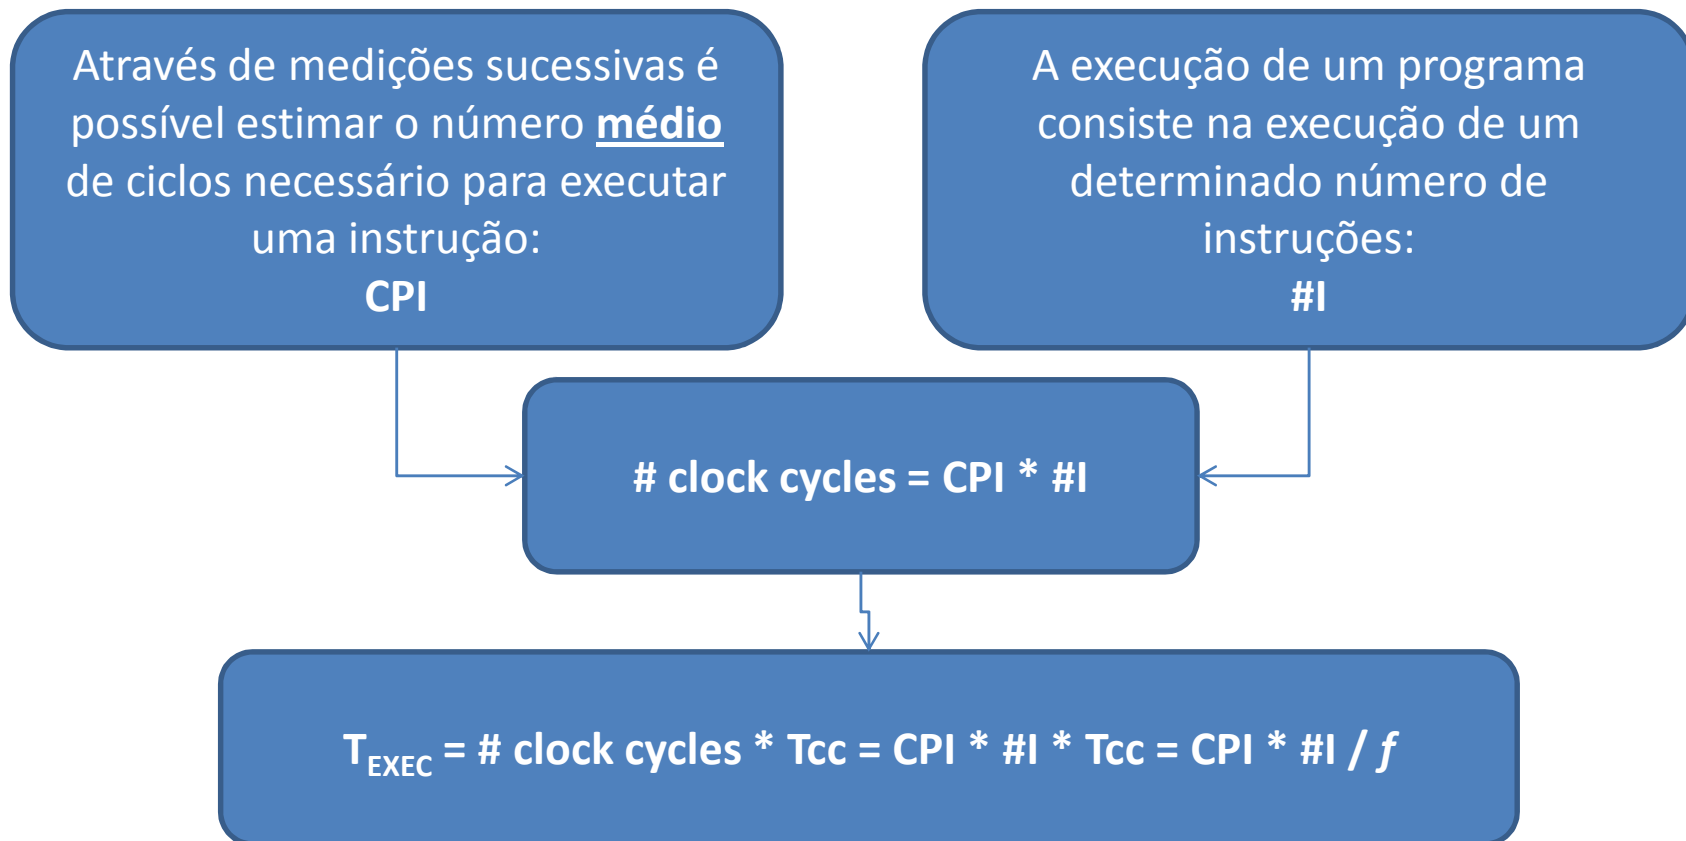 Através de medições sucessivas é
possível estimar o número médio
de ciclos necessário para executar
uma instrução:
CPI
A execução de um programa
consiste na execução de um
determinado número de
instruções:
#I
# clock cycles = CPI * #I
T_EXEC = # clock cycles * Tcc = CPI * #I * Tcc = CPI * #I / f